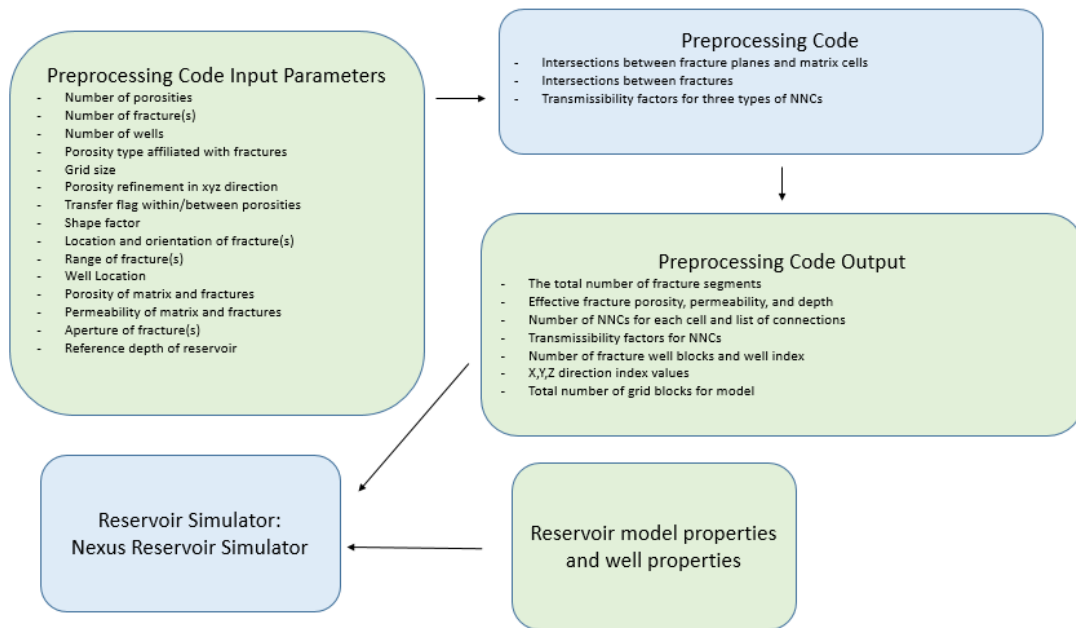 Preprocessing Code Input Parameters
- Number of porosities
- Number of fracture(s)
- Number of wells
- Porosity type affiliated with fractures
- Grid size
- Porosity refinement in xyz direction
- Transfer flag within/between porosities
- Shape factor
- Location and orientation of fracture(s)
- Range of fracture(s)
- Well Location
- Porosity of matrix and fractures
- Permeability of matrix and fractures
- Aperture of fracture(s)
- Reference depth of reservoir
Preprocessing Code
- Intersections between fracture planes and matrix cells
- Intersections between fractures
- Transmissibility factors for three types of NNCs
Preprocessing Code Output
- The total number of fracture segments
- Effective fracture porosity, permeability, and depth
- Number of NNCs for each cell and list of connections
- Transmissibility factors for NNCs
- Number of fracture well blocks and well index
- X,Y,Z direction index values
- Total number of grid blocks for model
Reservoir Simulator:
Nexus Reservoir Simulator
Reservoir model properties
and well properties